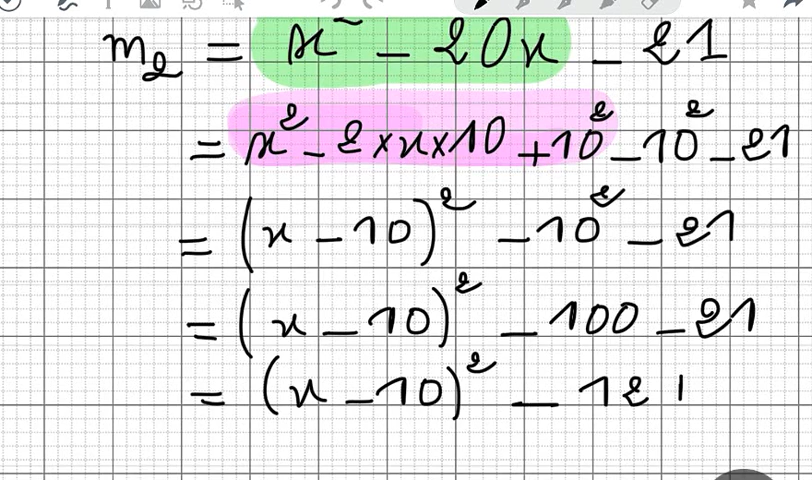 m₂ = x² - 20x - 21
= x² - 2 × x × 10 + 10² - 10² - 21
= (x - 10)² - 10² - 21
= (x - 10)² - 100 - 21
= (x - 10)² - 121